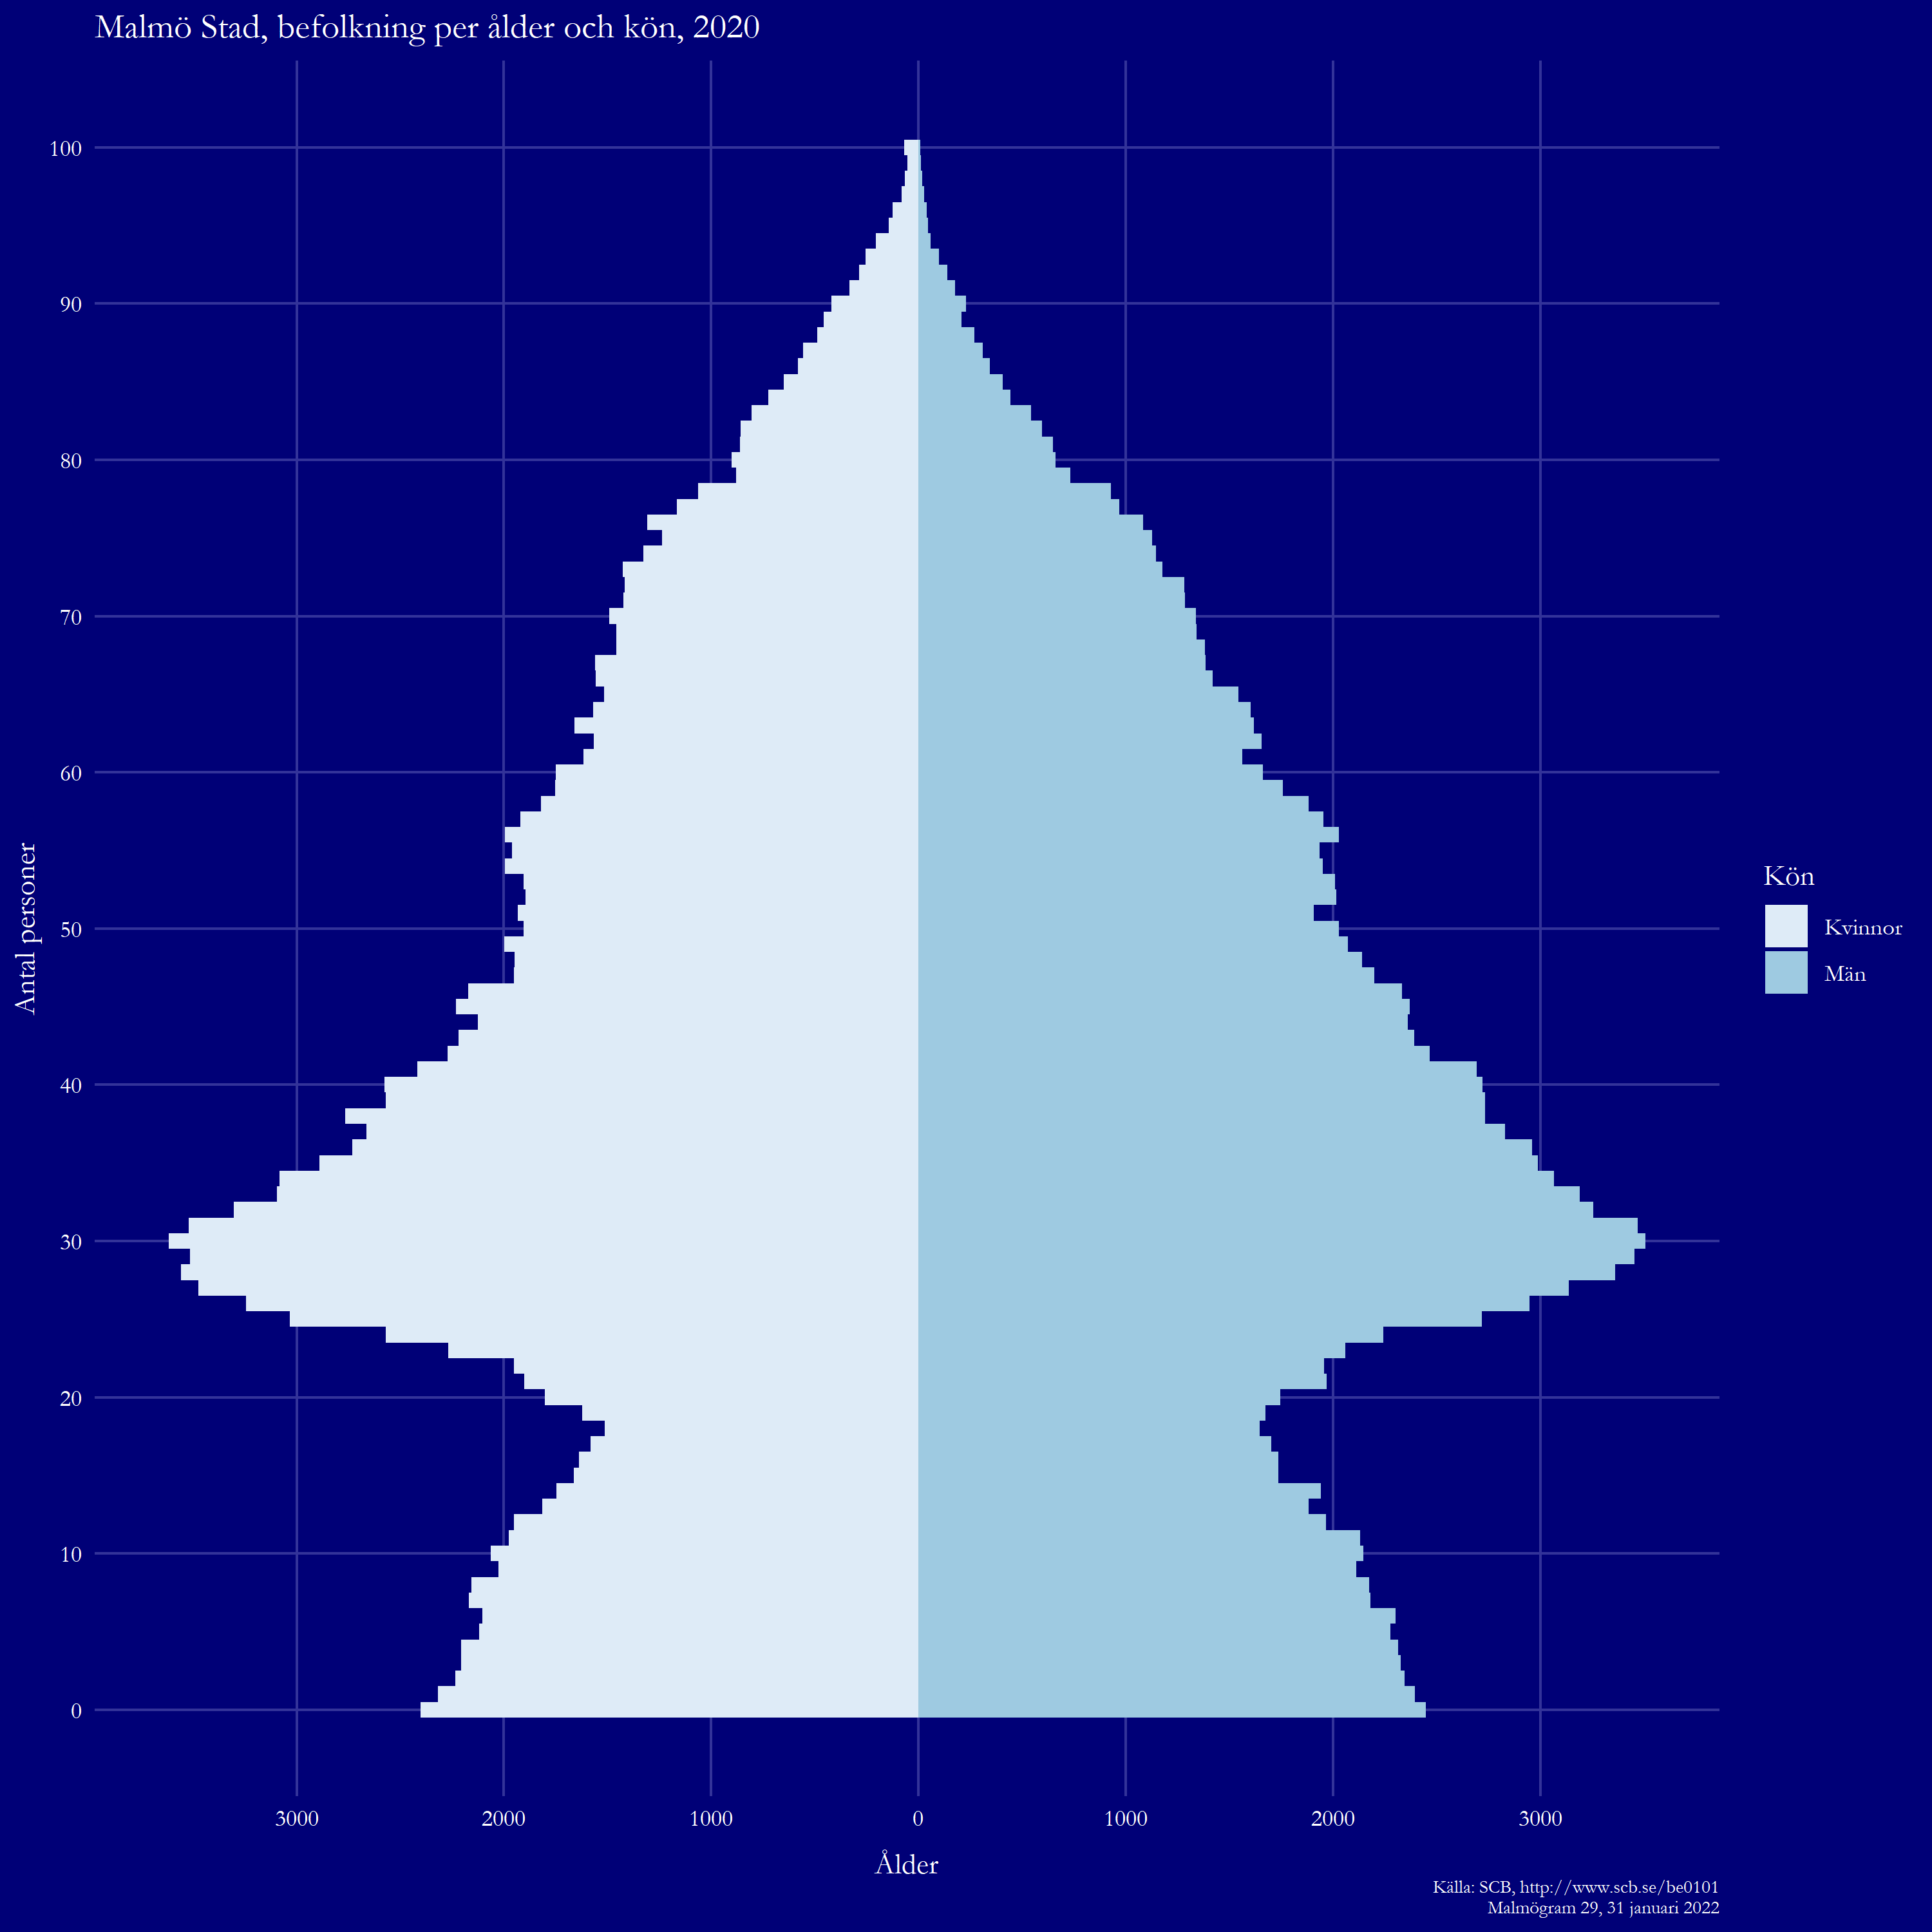 Malmö Stad, befolkning per ålder och kön, 2020
100
90
80
70
60
50
40
30
20
10
0
Antal personer
3000 2000 1000 0 1000 2000 3000
Ålder
Kön
Kvinnor
Män
Källa: SCB, http://www.scb.se/be0101
Malmögram 29, 31 januari 2022